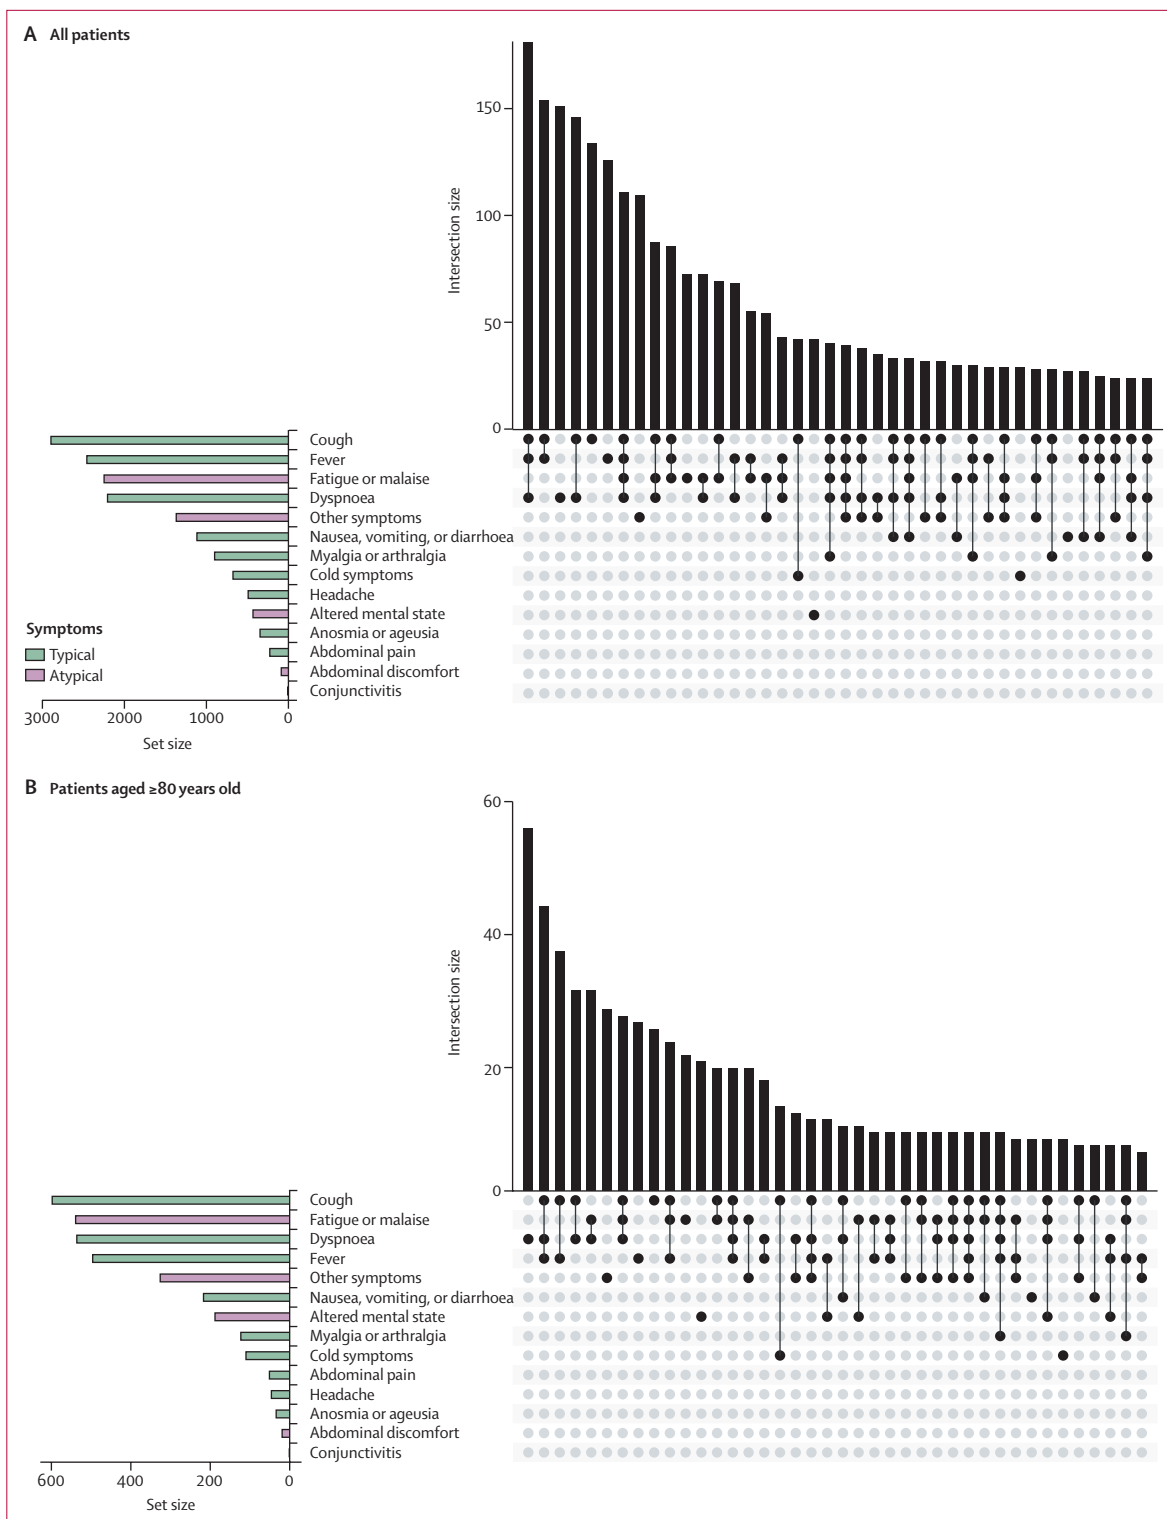 A All patients
150
100
50
0
Intersection size
Cough
Fever
Fatigue or malaise
Dyspnoea
Other symptoms
Nausea, vomiting, or diarrhoea
Myalgia or arthralgia
Cold symptoms
Headache
Altered mental state
Anosmia or ageusia
Abdominal pain
Abdominal discomfort
Conjunctivitis
Symptoms
Typical
Atypical
3000 2000 1000 0
Set size
B Patients aged ≥80 years old
60
40
20
0
Intersection size
Cough
Fatigue or malaise
Dyspnoea
Fever
Other symptoms
Nausea, vomiting, or diarrhoea
Altered mental state
Myalgia or arthralgia
Cold symptoms
Abdominal pain
Headache
Anosmia or ageusia
Abdominal discomfort
Conjunctivitis
600 400 200 0
Set size